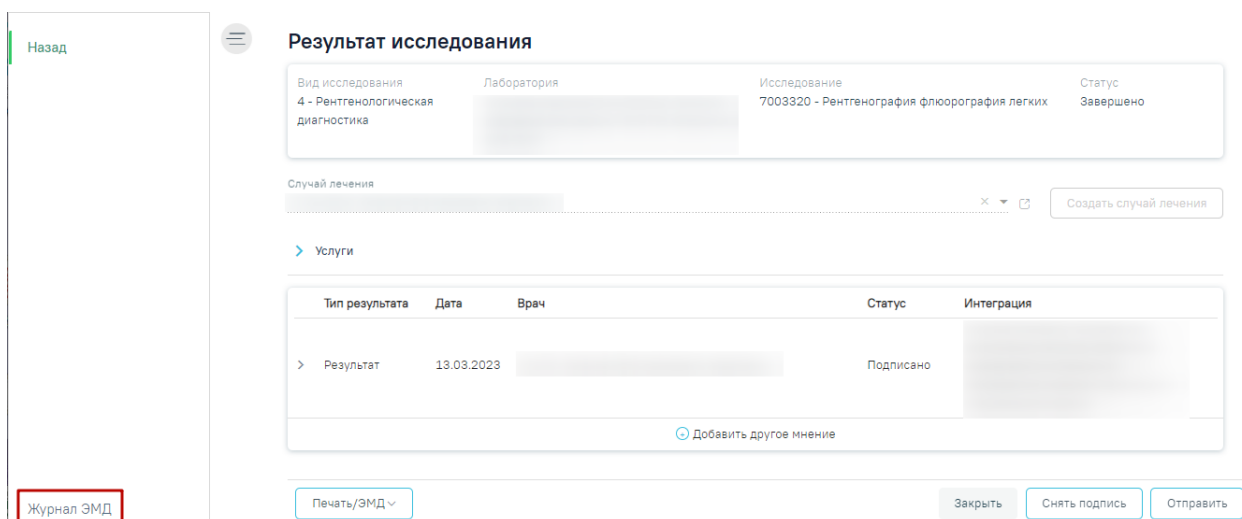 Назад
Результат исследования
Вид исследования Лаборатория Исследование Статус
4 - Рентгенологическая 7003320 - Рентгенография флюорография легких Завершено
диагностика
Случай лечения
Создать случай лечения
Услуги
Тип результата Дата Врач Статус Интеграция
Результат 13.03.2023 Подписано
Добавить другое мнение
Журнал ЭМД Печать/ЭМД Закрыть Снять подпись Отправить